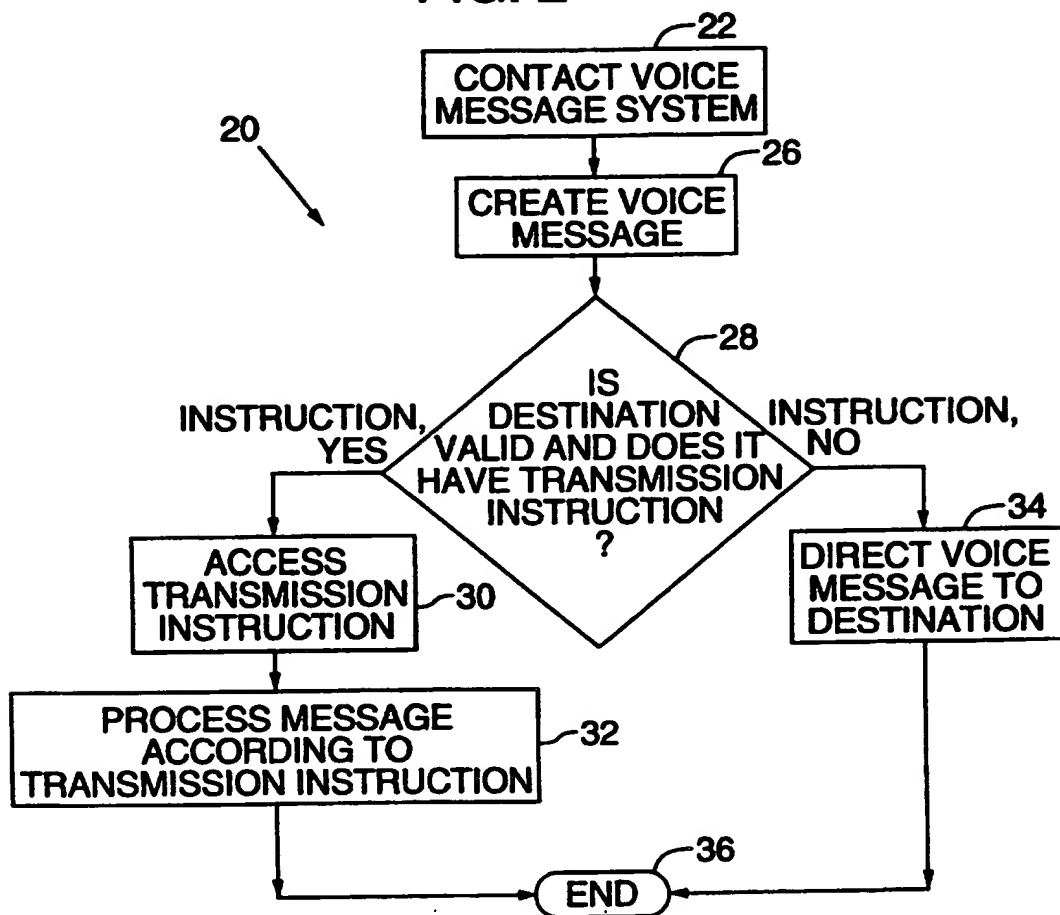 22
CONTACT VOICE
MESSAGE SYSTEM
20
26
CREATE VOICE
MESSAGE
28
IS
DESTINATION
VALID AND DOES IT
HAVE TRANSMISSION
INSTRUCTION
?
INSTRUCTION,
YES
INSTRUCTION,
NO
34
ACCESS
TRANSMISSION
INSTRUCTION
30
DIRECT VOICE
MESSAGE TO
DESTINATION
PROCESS MESSAGE
ACCORDING TO
TRANSMISSION INSTRUCTION
32
36
END